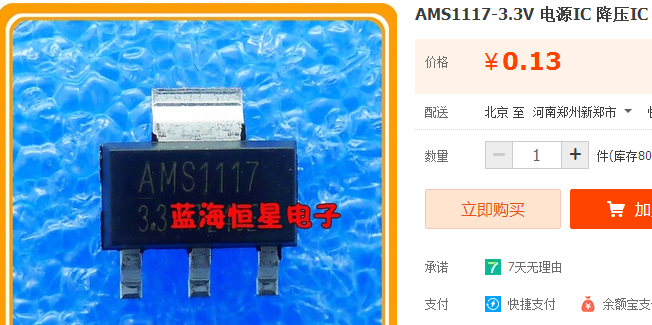 AMS1117-3.3V 电源IC 降压IC
AMS1117
3.3
蓝海恒星电子
价格
¥0.13
配送
北京 至 河南郑州新郑市
数量
1
件(库存80
立即购买
加
承诺
7 7天无理由
支付
快捷支付
余额宝支